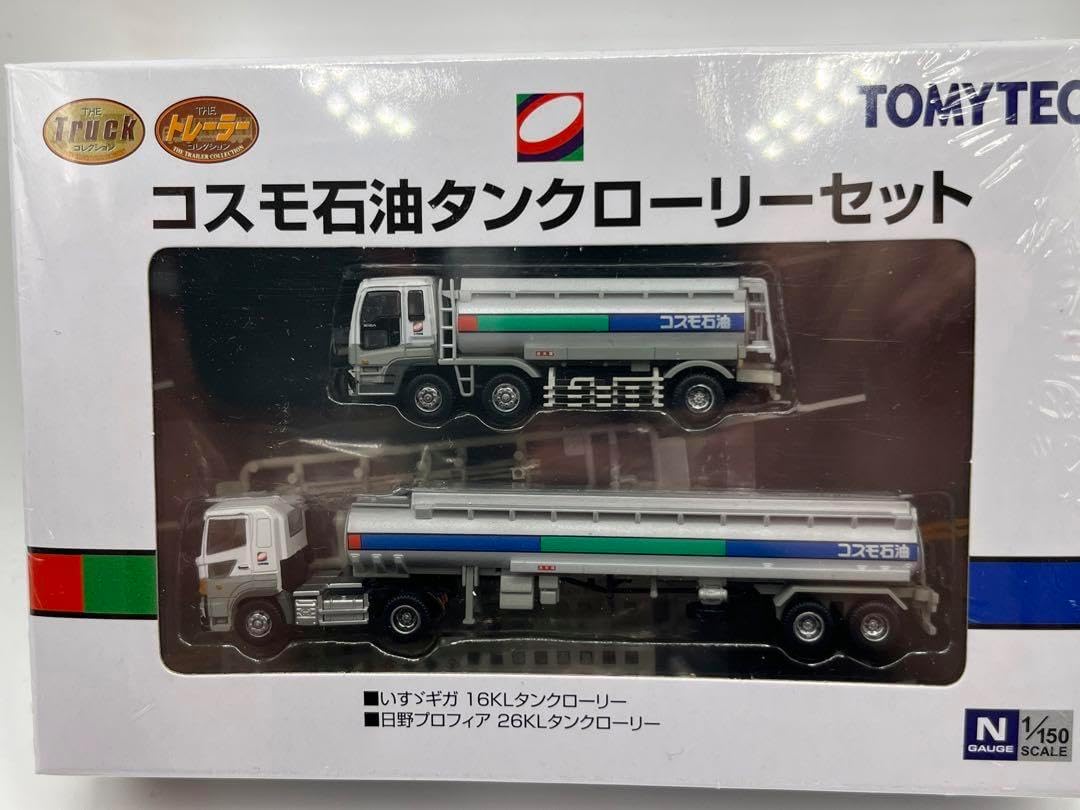 THE
Truck
コレクション
THE
トレーラー
コレクション
THE TRAILER COLLECTION
TOMYTEC
コスモ石油タンクローリーセット
コスモ石油
コスモ石油
■いすゞギガ 16KLタンクローリー
■日野プロフィア 26KLタンクローリー
N
GAUGE
1/150
SCALE